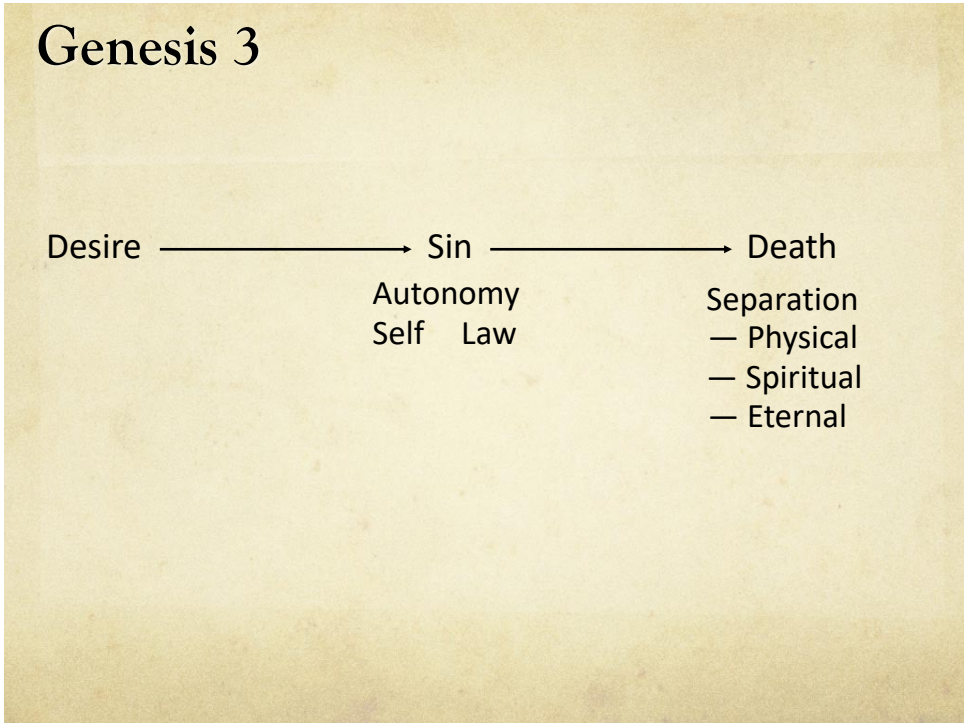 Genesis 3
Desire Sin Death
Autonomy
Self Law
Separation
— Physical
— Spiritual
— Eternal